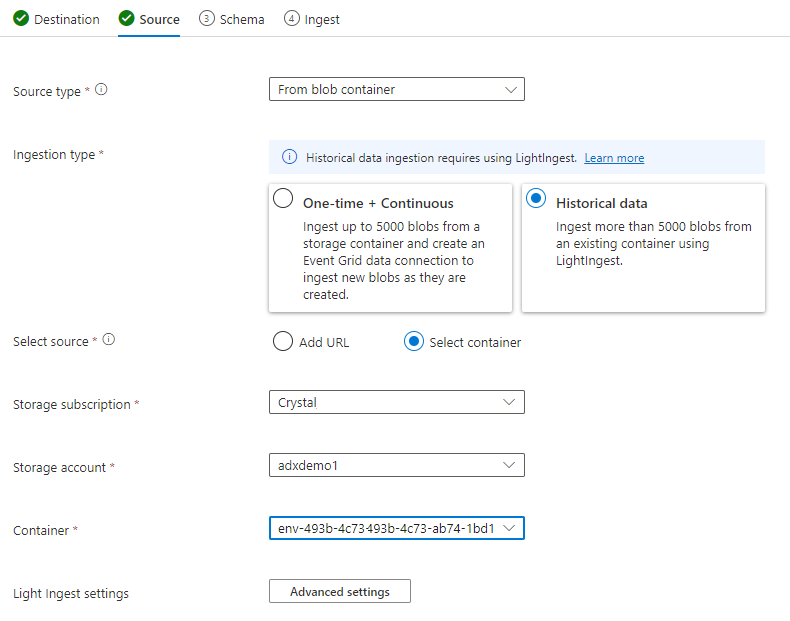 Destination Source 3 Schema 4 Ingest
Source type * From blob container
Ingestion type * Historical data ingestion requires using LightIngest. Learn more
One-time + Continuous
Ingest up to 5000 blobs from a
storage container and create an
Event Grid data connection to
ingest new blobs as they are
created.
Historical data
Ingest more than 5000 blobs from
an existing container using
LightIngest.
Select source * Add URL Select container
Storage subscription * Crystal
Storage account * adxdemo1
Container * env-493b-4c73493b-4c73-ab74-1bd1
Light Ingest settings Advanced settings